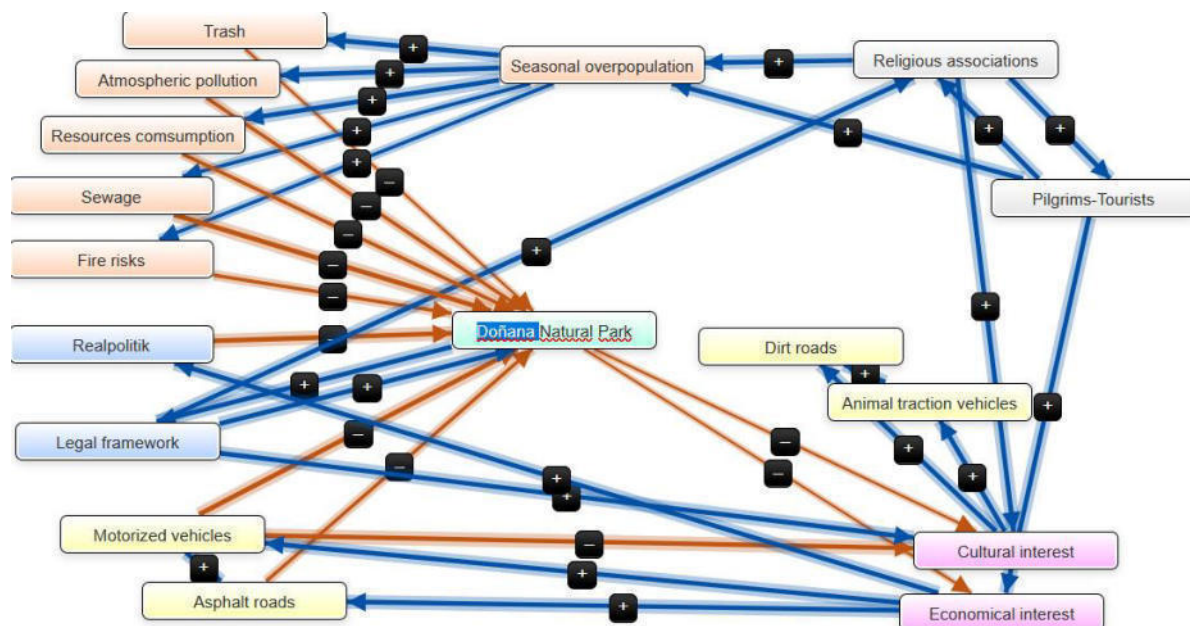 Trash
Seasonal overpopulation
Religious associations
Atmospheric pollution
Resources comsumption
Sewage
Pilgrims-Tourists
Fire risks
Doñana Natural Park
Realpolitik
Dirt roads
Animal traction vehicles
Legal framework
Motorized vehicles
Cultural interest
Asphalt roads
Economical interest